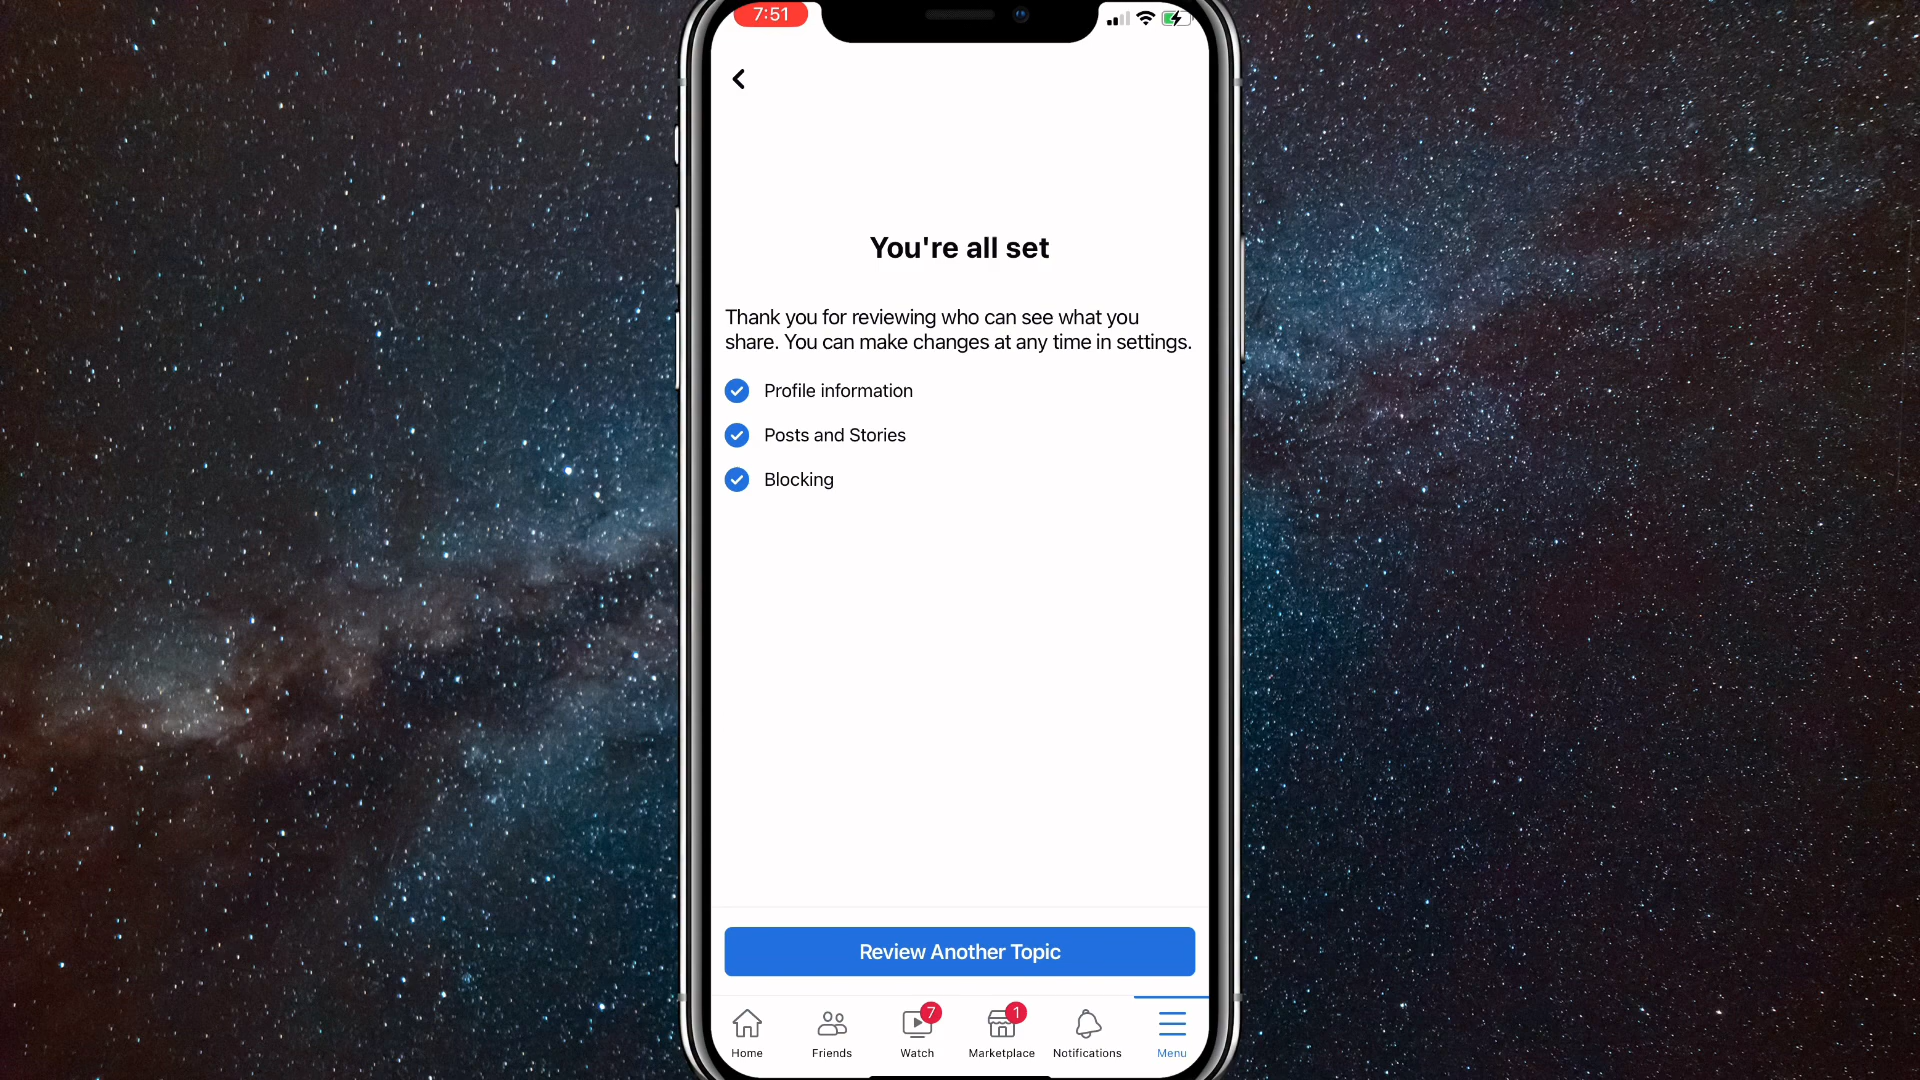 7:51
You're all set
Thank you for reviewing who can see what you
share. You can make changes at any time in settings.
Profile information
Posts and Stories
Blocking
Review Another Topic
7
1
Home
Friends
Watch
Marketplace
Notifications
Menu